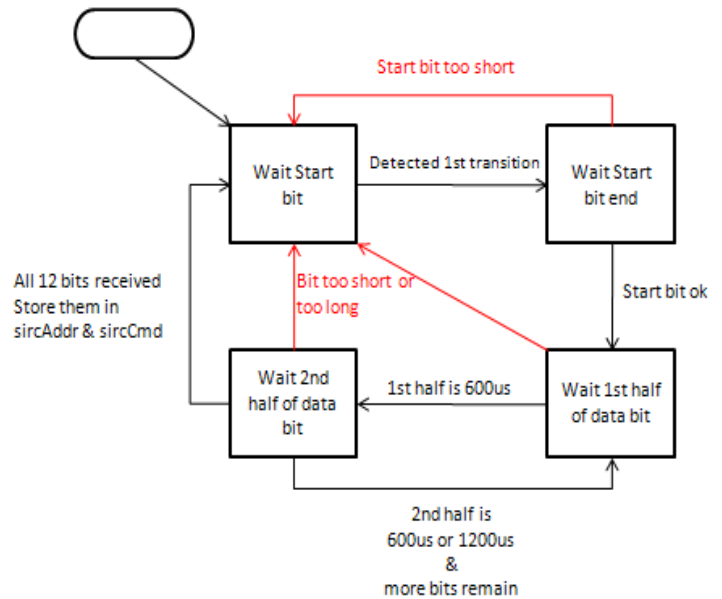 Start bit too short
Wait Start
bit
Detected 1st transition
Wait Start
bit end
All 12 bits received
Store them in
sircAddr & sircCmd
Bit too short or
too long
Start bit ok
Wait 2nd
half of data
bit
1st half is 600us
Wait 1st half
of data bit
2nd half is
600us or 1200us
&
more bits remain